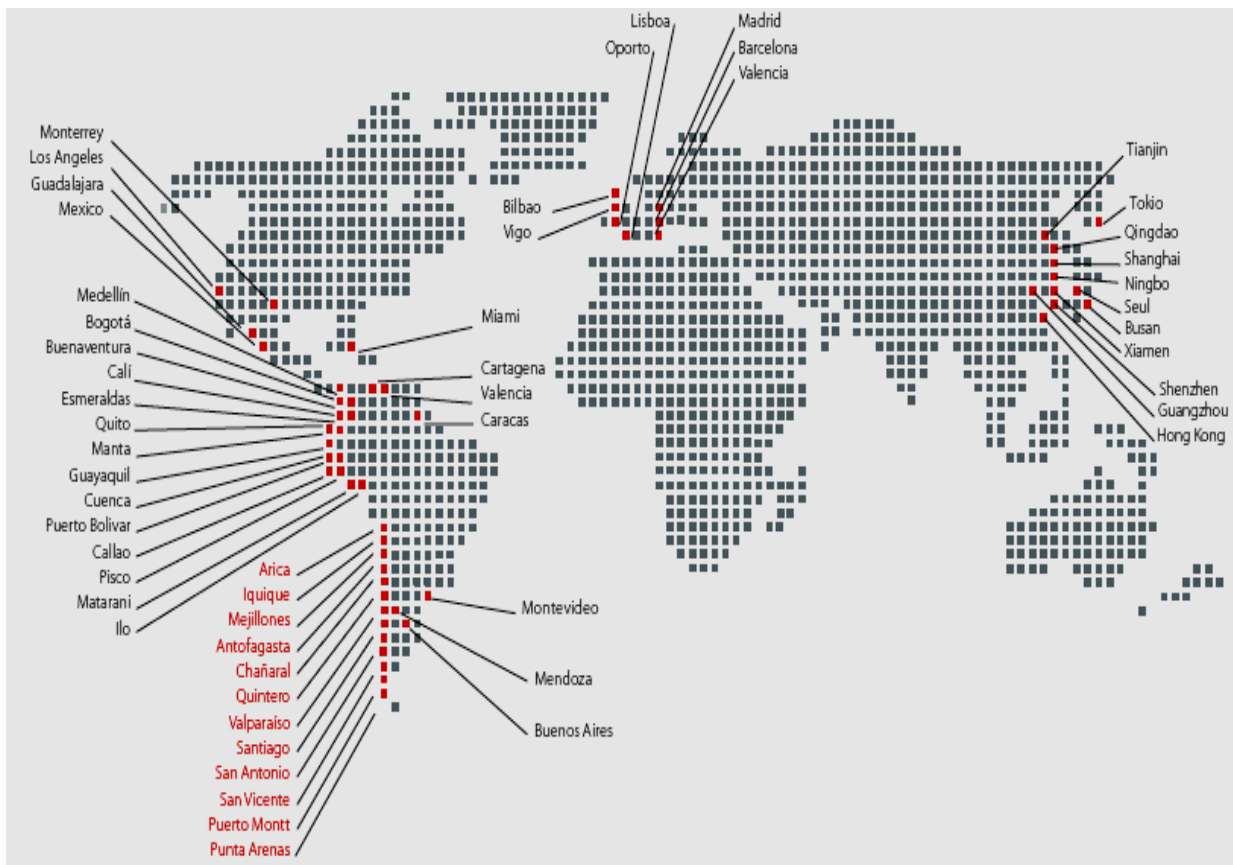 Lisboa
Oporto
Madrid
Barcelona
Valencia
Monterrey
Los Angeles
Guadalajara
Mexico
Bilbao
Vigo
Tianjin
Tokio
Qingdao
Shanghai
Ningbo
Seul
Busan
Xiamen
Shenzhen
Guangzhou
Hong Kong
Medellín
Bogotá
Buenaventura
Cali
Esmeraldas
Quito
Manta
Guayaquil
Cuenca
Puerto Bolivar
Callao
Pisco
Matarani
Ilo
Miami
Cartagena
Valencia
Caracas
Arica
Iquique
Mejillones
Antofagasta
Chañaral
Quintero
Valparaíso
Santiago
San Antonio
San Vicente
Puerto Montt
Punta Arenas
Montevideo
Mendoza
Buenos Aires